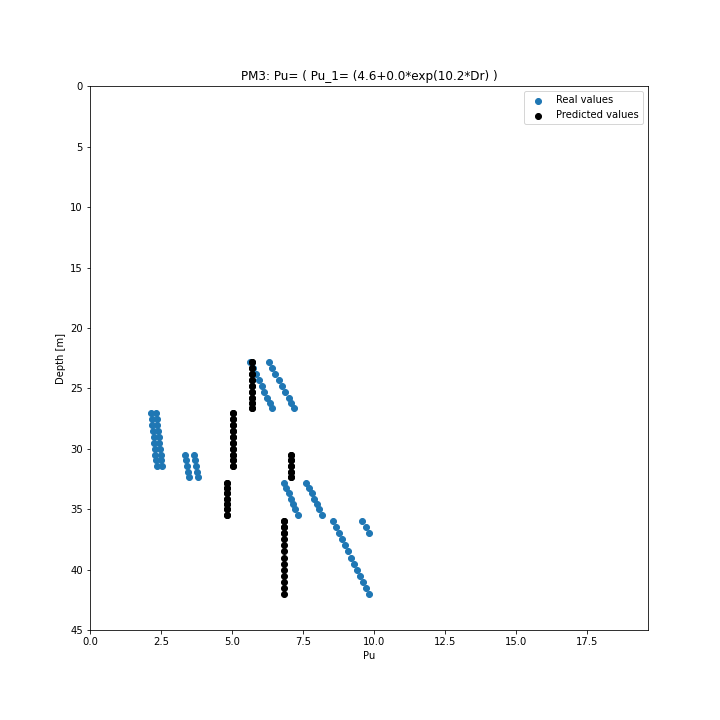 PM3: Pu= ( Pu_1= (4.6+0.0*exp(10.2*Dr) )
Real values
Predicted values
0
5
10
15
20
25
30
35
40
45
Depth [m]
0.0 2.5 5.0 7.5 10.0 12.5 15.0 17.5
Pu